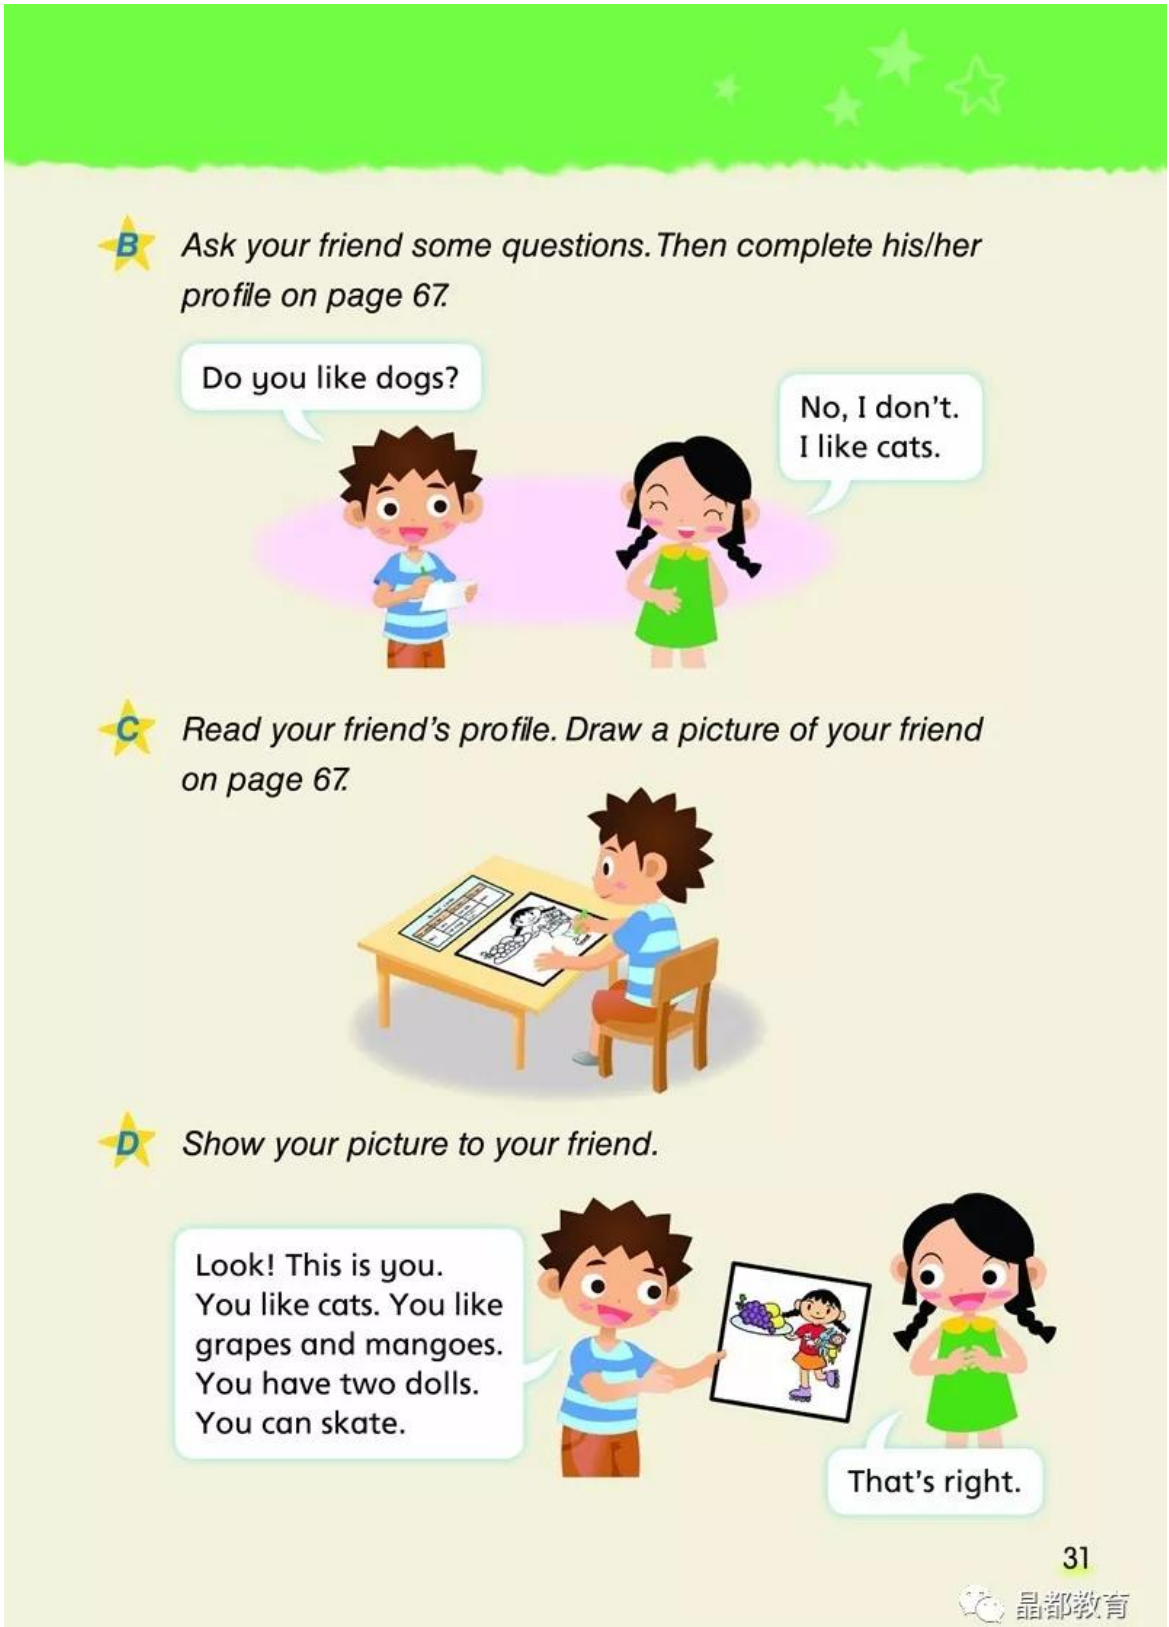 B Ask your friend some questions. Then complete his/her
profile on page 67.
Do you like dogs?
No, I don't.
I like cats.
C Read your friend's profile. Draw a picture of your friend
on page 67.
D Show your picture to your friend.
Look! This is you.
You like cats. You like
grapes and mangoes.
You have two dolls.
You can skate.
That's right.
31
晶都教育